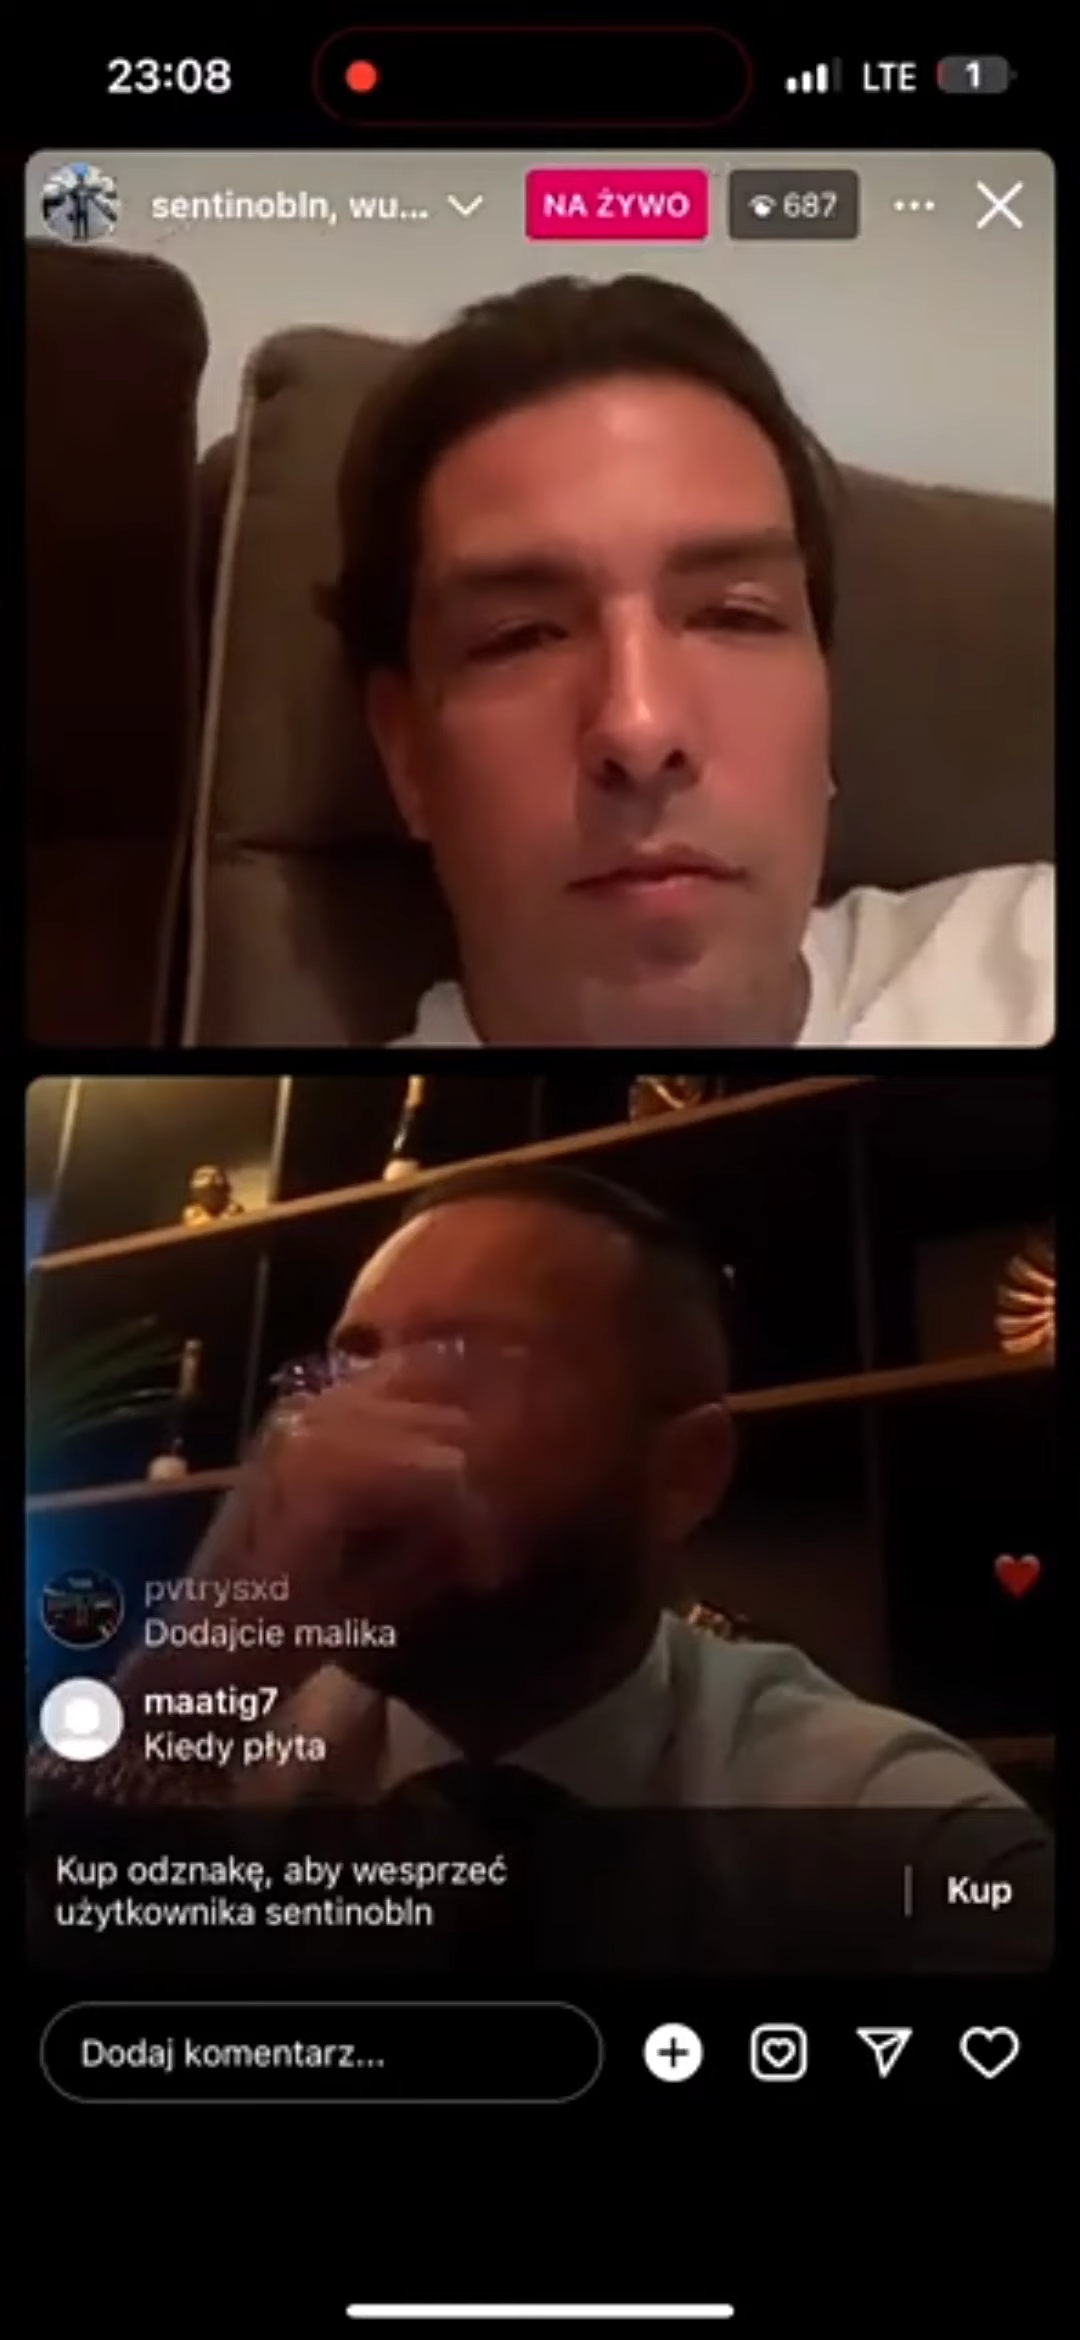 23:08
LTE
1
sentinobln, wu...
NA ŻYWO
687
pvtrysxd
Dodajcie malika
maatig7
Kiedy płyta
Kup odznakę, aby wesprzeć
użytkownika sentinobln
Kup
Dodaj komentarz...